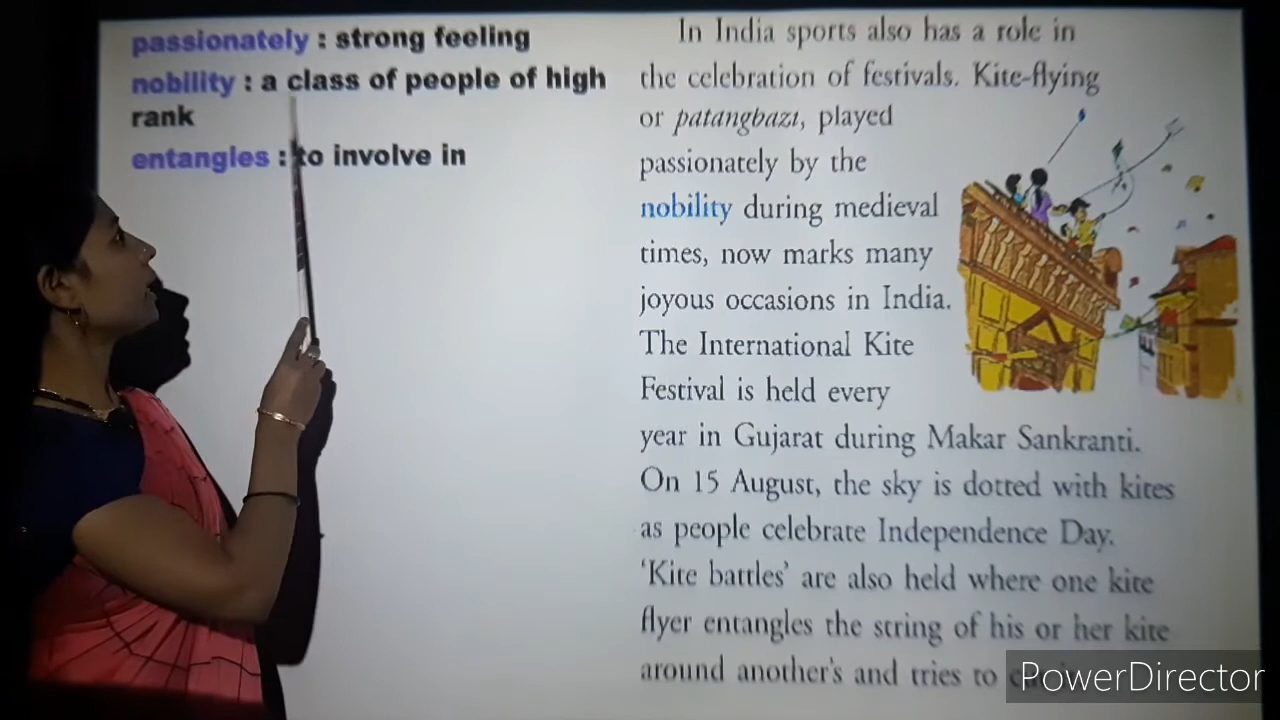 passionately : strong feeling
nobility : a class of people of high
rank
entangles : to involve in
In India sports also has a role in
the celebration of festivals. Kite-flying
or patangbazi, played
passionately by the
nobility during medieval
times, now marks many
joyous occasions in India.
The International Kite
Festival is held every
year in Gujarat during Makar Sankranti.
On 15 August, the sky is dotted with kites
as people celebrate Independence Day.
‘Kite battles’ are also held where one kite
flyer entangles the string of his or her kite
around another's and tries to
PowerDirector